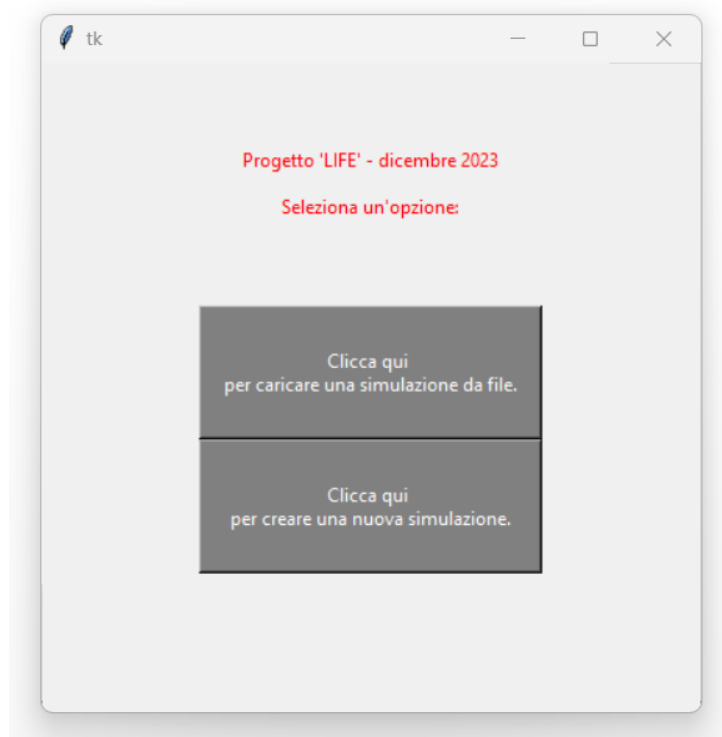 tk
Progetto 'LIFE' - dicembre 2023
Seleziona un'opzione:
Clicca qui
per caricare una simulazione da file.
Clicca qui
per creare una nuova simulazione.